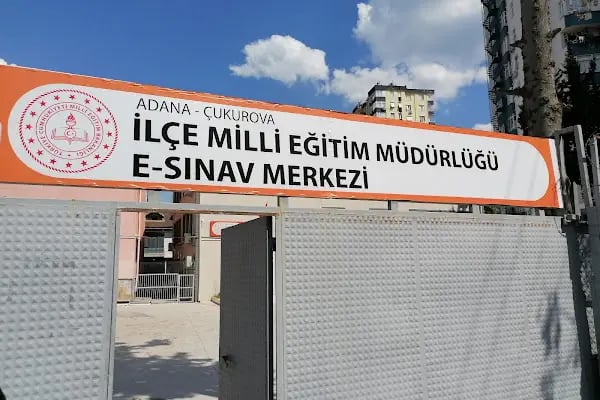 ADANA - ÇUKUROVA
İLÇE MİLLİ EĞİTİM MÜDÜRLÜĞÜ
E-SINAV MERKEZİ